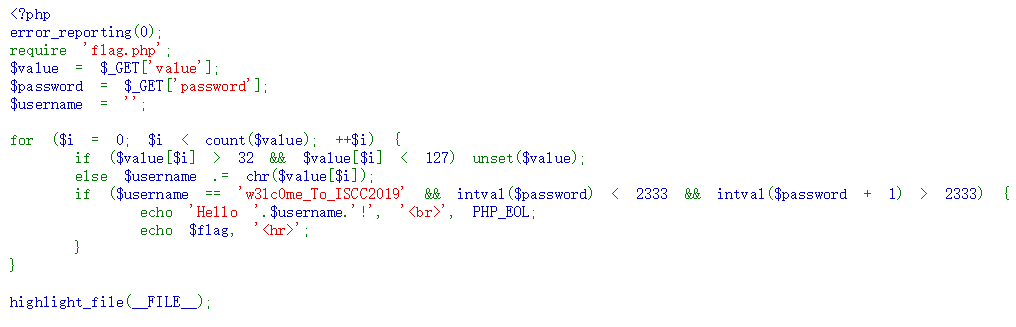 <?php
error_reporting(0);
require 'flag.php';
$value = $_GET['value'];
$password = $_GET['password'];
$username = '';
for ($i = 0; $i < count($value); ++$i) {
if ($value[$i] > 32 && $value[$i] < 127) unset($value);
else $username .= chr($value[$i]);
if ($username == 'w3lc0me_To_ISCC2019' && intval($password) < 2333 && intval($password + 1) > 2333) {
echo 'Hello '.$username.'!', '<br>', PHP_EOL;
echo $flag, '<hr>';
}
}
highlight_file(__FILE__);